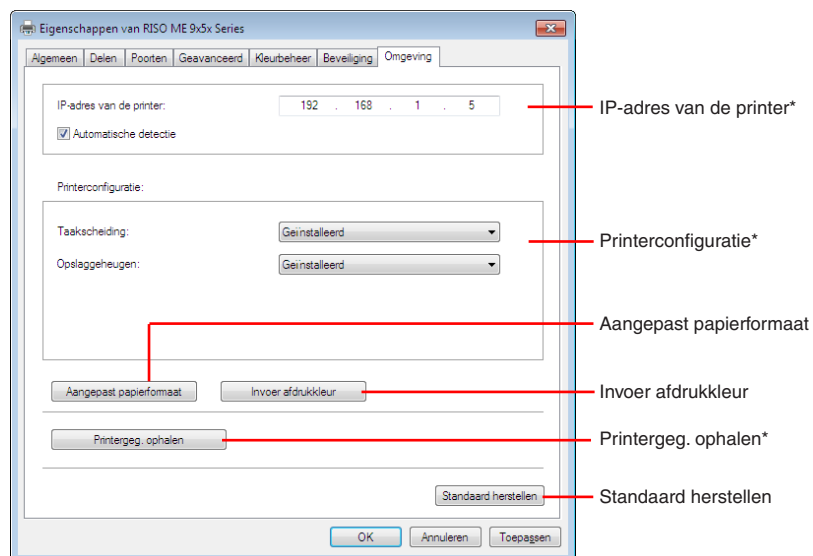 Eigenschappen van RISO ME 9x5x Series
Algemeen Delen Poorten Geavanceerd Kleurbeheer Beveiliging Omgeving
IP-adres van de printer: 192 . 168 . 1 . 5
IP-adres van de printer*
Automatische detectie
Printerconfiguratie:
Taakscheiding: Geïnstalleerd
Printerconfiguratie*
Opslaggeheugen: Geïnstalleerd
Aangepast papierformaat
Aangepast papierformaat Invoer afdrukkleur
Invoer afdrukkleur
Printergeg. ophalen
Printergeg. ophalen*
Standaard herstellen
Standaard herstellen
OK Annuleren Toepassen